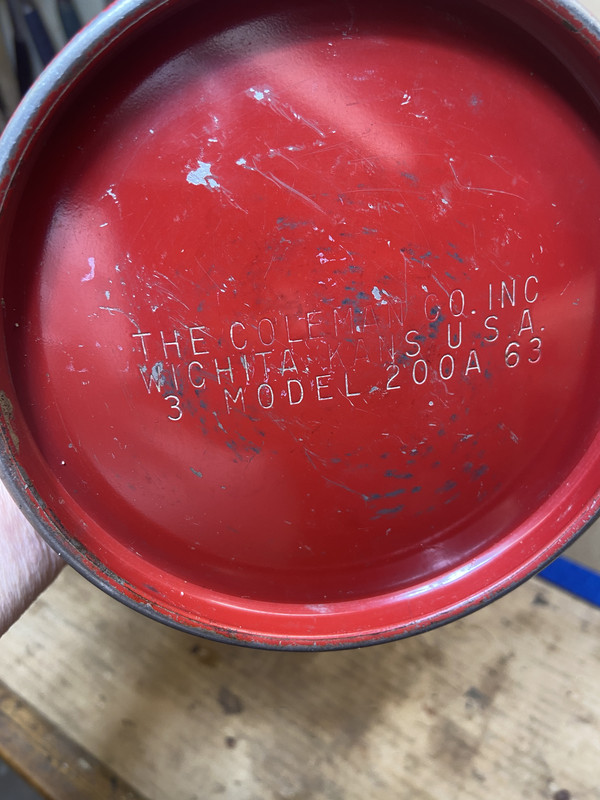 THE COLEMAN CO. INC
WICHITA, KANS U.S.A.
3 MODEL 200A 63